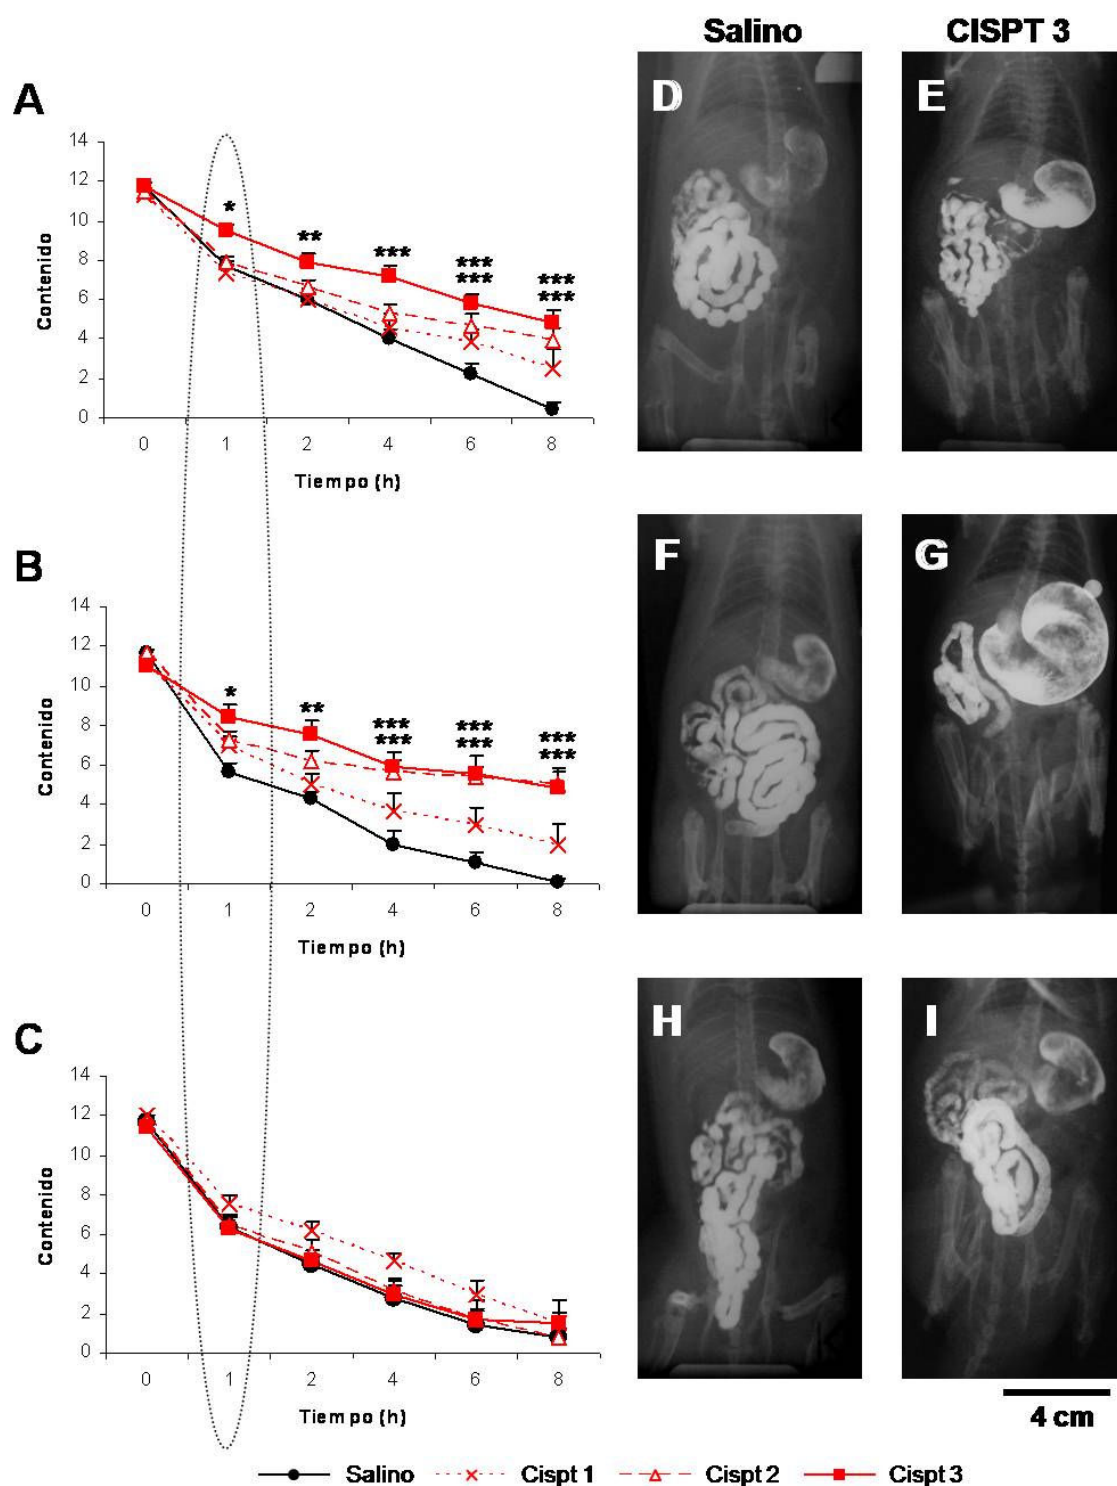 Salino CISPT 3
A
14
12
10
8
6
4
2
0
Contenido
*
**
***
***
***
***
***
0 1 2 4 6 8
Tiempo (h)
D E
B
14
12
10
8
6
4
2
0
Contenido
*
**
***
***
***
***
***
***
0 1 2 4 6 8
Tiempo (h)
F G
C
14
12
10
8
6
4
2
0
Contenido
0 1 2 4 6 8
Tiempo (h)
H I
4 cm
Salino Cispt 1 Cispt 2 Cispt 3